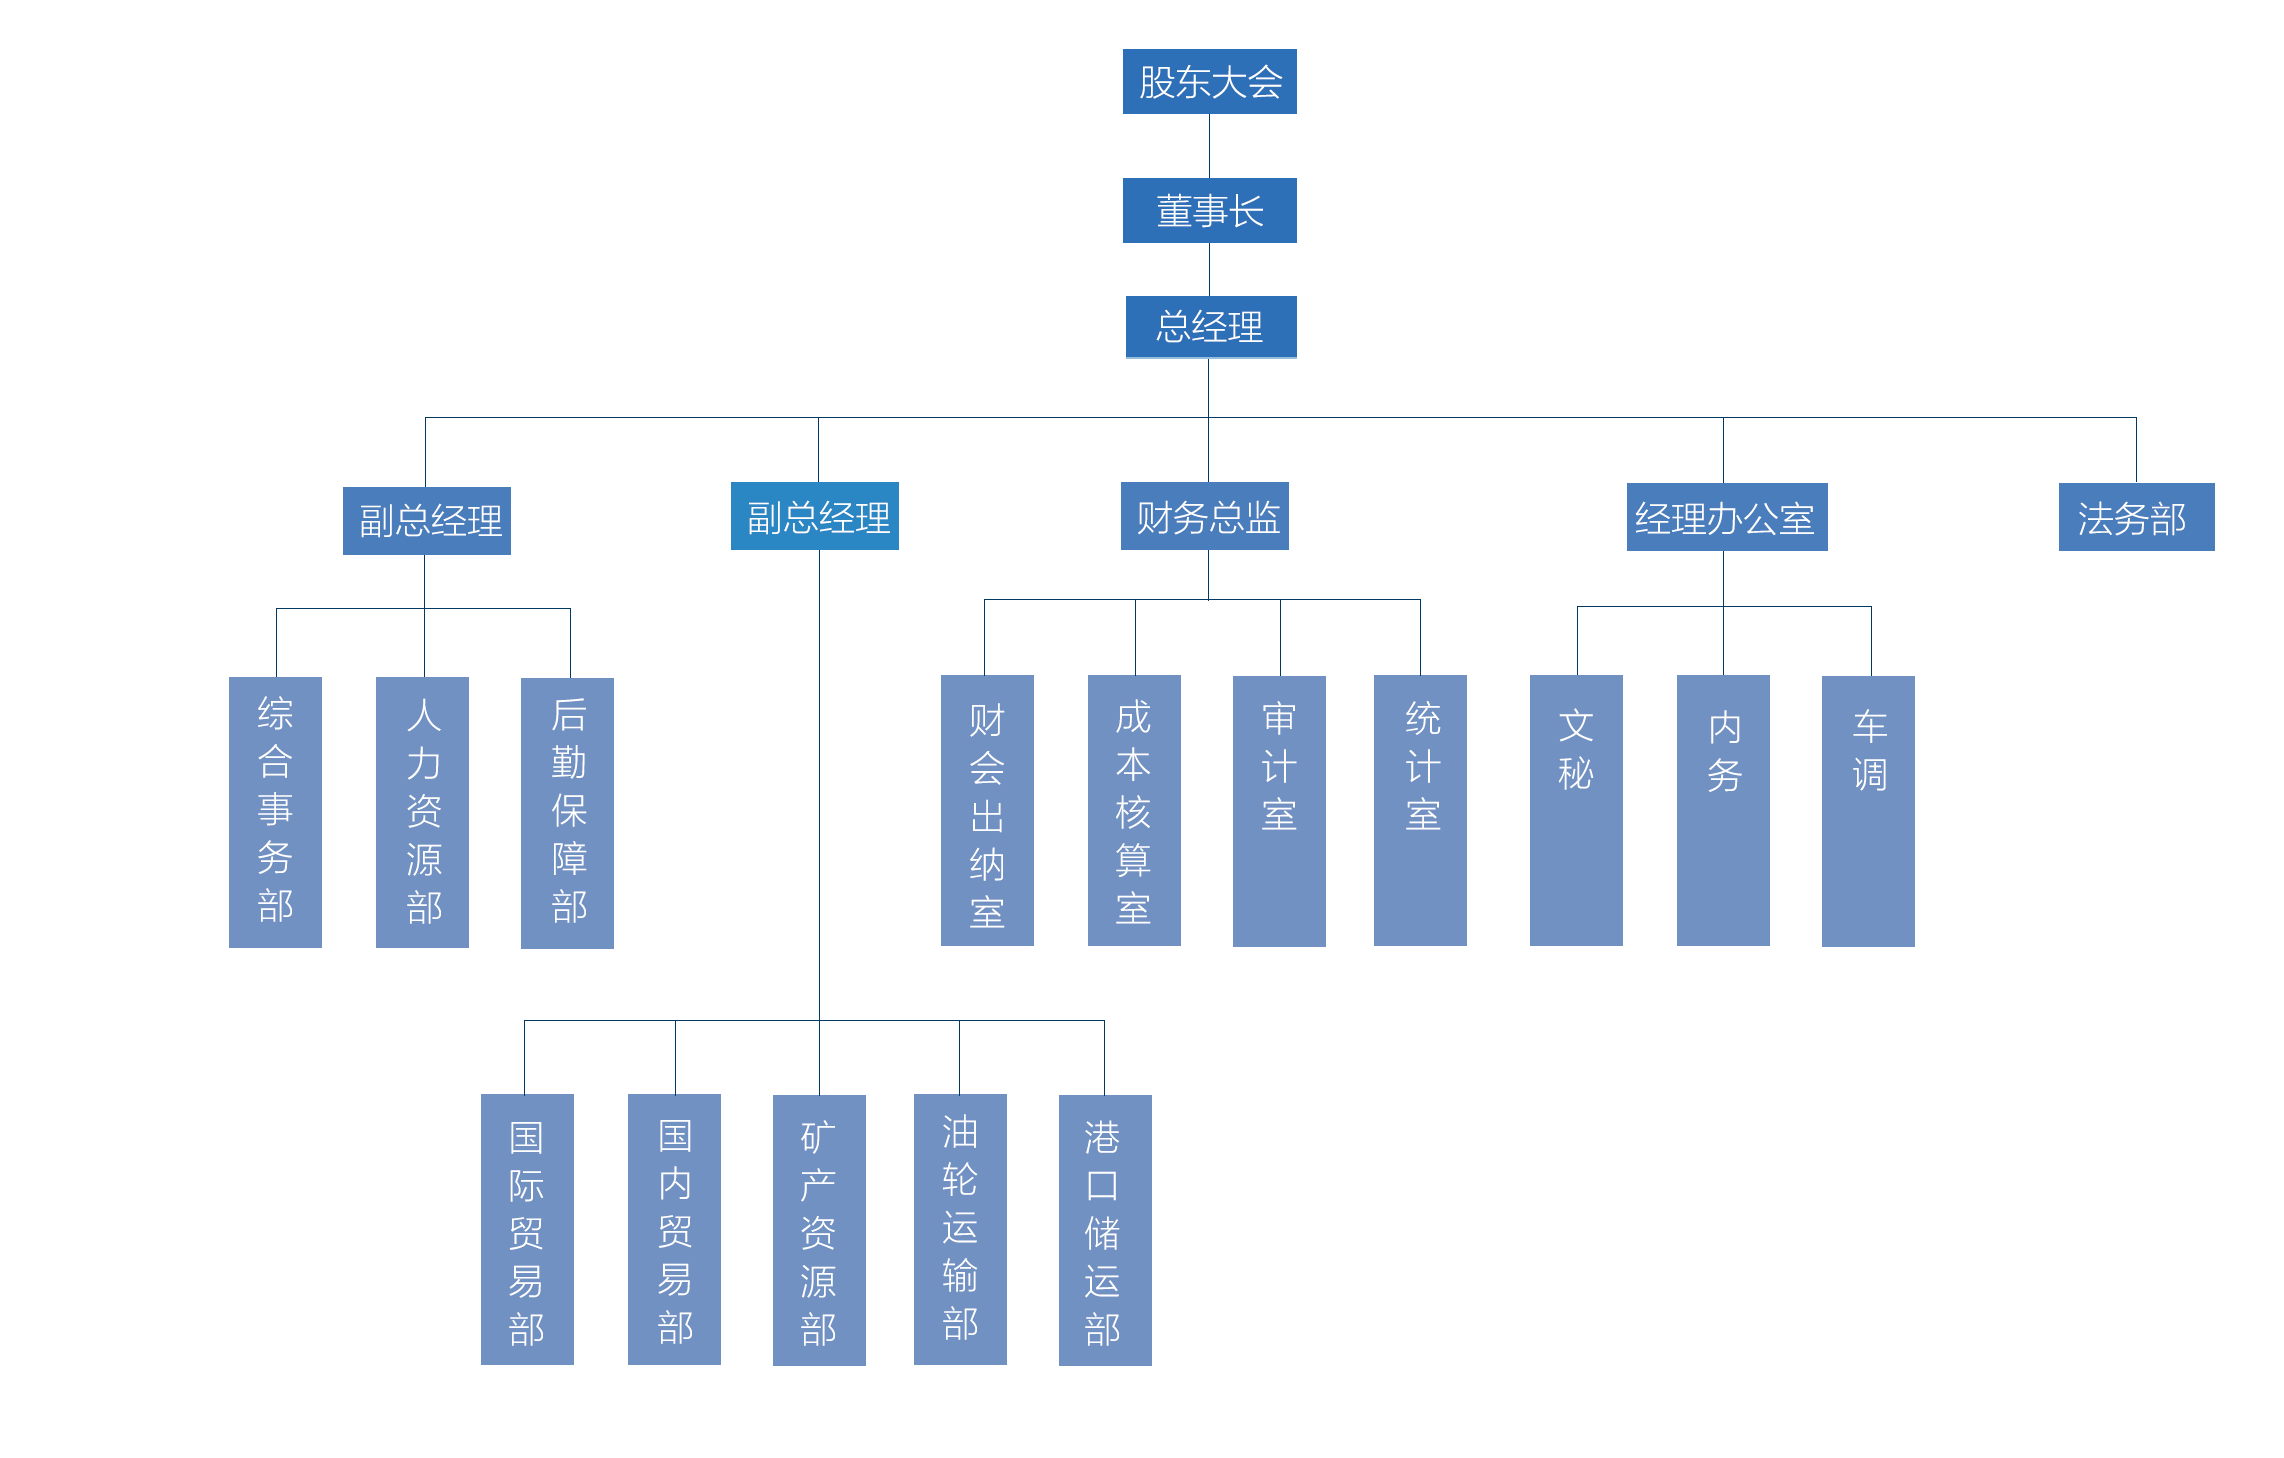 股东大会
董事长
总经理
副总经理
副总经理
财务总监
经理办公室
法务部
综合事务部
人力资源部
后勤保障部
财会出纳室
成本核算室
审计室
统计室
文秘
内务
车调
国际贸易部
国内贸易部
矿产资源部
油轮运输部
港口储运部